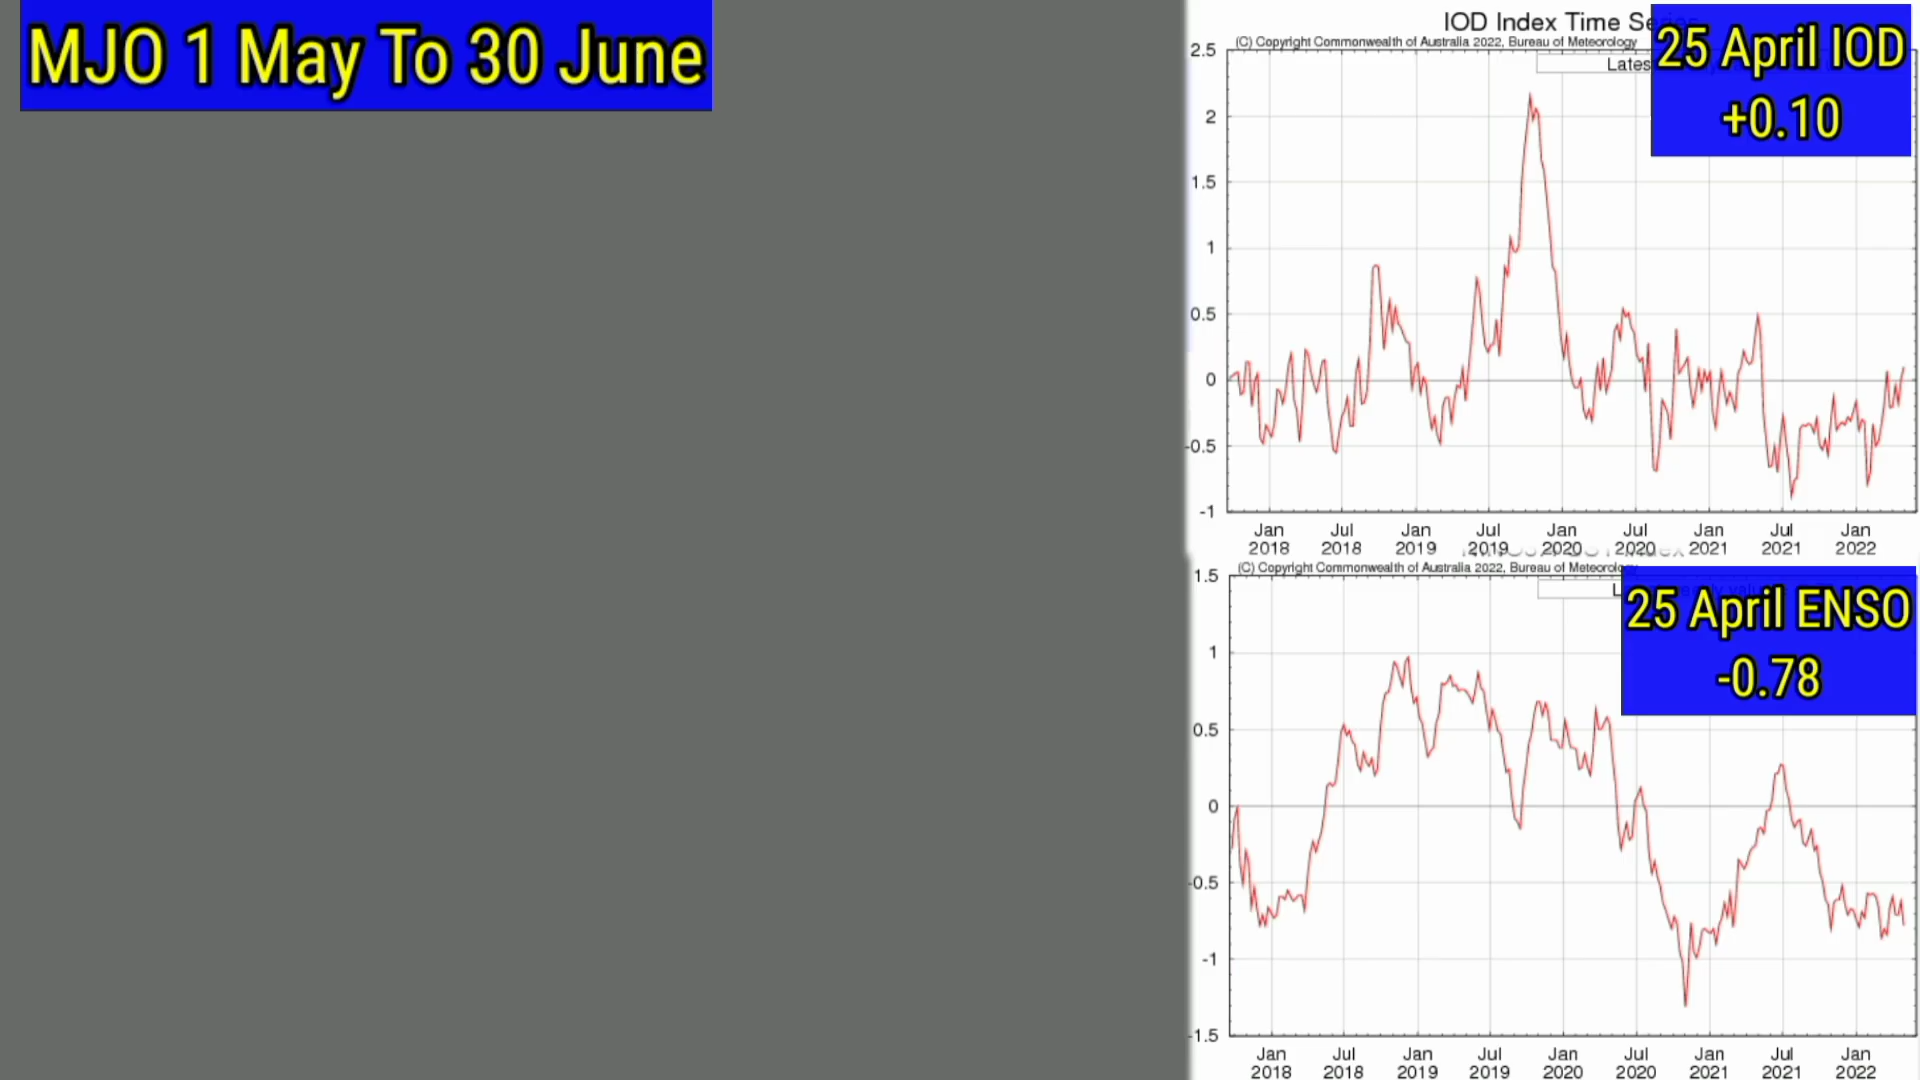 MJO 1 May To 30 June
IOD Index Time
(C) Copyright Commonwealth of Australia 2022, Bureau of Meteorology
25 April IOD
+0.10
2.5
2
1.5
1
0.5
0
-0.5
-1
Jan Jul Jan Jul Jan Jul Jan Jul Jan
2018 2018 2019 2019 2020 2020 2021 2021 2022
(C) Copyright Commonwealth of Australia 2022, Bureau of Meteorology
25 April ENSO
-0.78
1.5
1
0.5
0
-0.5
-1
-1.5
Jan Jul Jan Jul Jan Jul Jan Jul Jan
2018 2018 2019 2019 2020 2020 2021 2021 2022